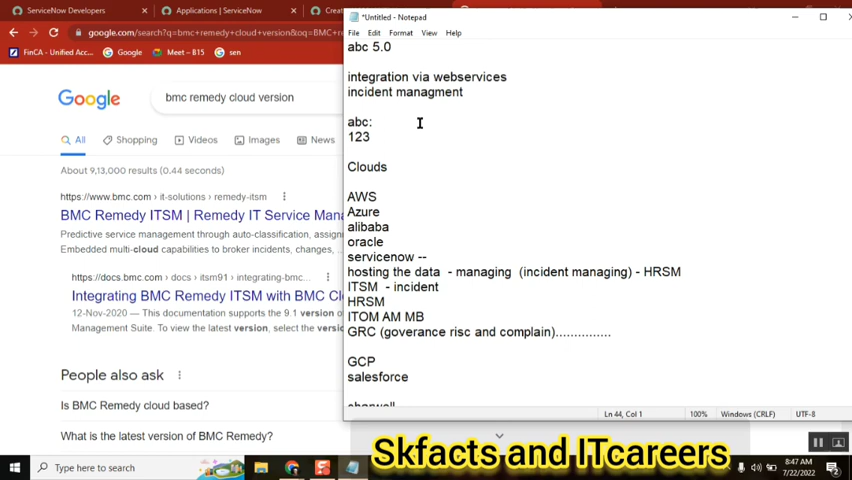 ServiceNow Developers
Applications | ServiceNow
google.com/search?q=bmc+remedy+cloud+version&oq=BMC+r
FinCA - Unified Acc...
Google
Meet – B15
sen
Google
bmc remedy cloud version
All
Shopping
Videos
Images
News
About 9,13,000 results (0.44 seconds)
https://www.bmc.com › it-solutions › remedy-itsm
BMC Remedy ITSM | Remedy IT Service Mana
Predictive service management through auto-classification, assign
Embedded multi-cloud capabilities to broker incidents, changes,
https://docs.bmc.com › docs › itsm91 › integrating-bmc...
Integrating BMC Remedy ITSM with BMC Cl
12-Nov-2020 — This documentation supports the 9.1 version o
Management Suite. To view the latest version, select the versi
People also ask
Is BMC Remedy cloud based?
What is the latest version of BMC Remedy?
*Untitled - Notepad
File Edit Format View Help
abc 5.0
integration via webservices
incident managment
abc:
123
Clouds
AWS
Azure
alibaba
oracle
servicenow --
hosting the data - managing (incident managing) - HRSM
ITSM - incident
HRSM
ITOM AM MB
GRC (goverance risc and complain)...............
GCP
salesforce
Ln 44, Col 1
100%
Windows (CRLF)
UTF-8
Skfacts and ITcareers
Type here to search
8:47 AM
7/22/2022
2